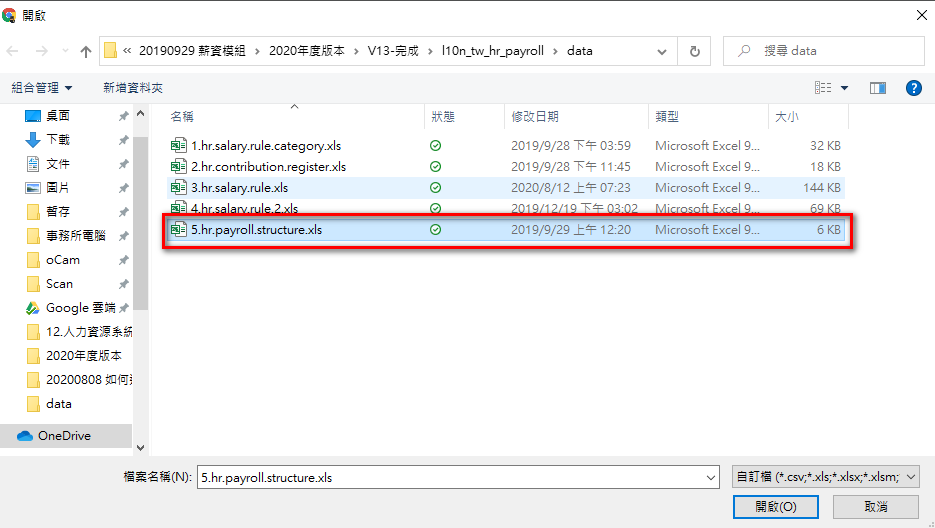 開啟
« 20190929 薪資模組 › 2020年度版本 › V13-完成 › l10n_tw_hr_payroll › data
搜尋 data
組合管理 新增資料夾
桌面
下載
文件
圖片
暫存
事務所電腦
oCam
Scan
Google 雲端
12.人力資源系統
2020年度版本
20200808 如何
data
OneDrive
名稱 狀態 修改日期 類型 大小
1.hr.salary.rule.category.xls 2019/9/28 下午 03:59 Microsoft Excel 9... 32 KB
2.hr.contribution.register.xls 2019/9/28 下午 11:45 Microsoft Excel 9... 18 KB
3.hr.salary.rule.xls 2020/8/12 上午 07:23 Microsoft Excel 9... 144 KB
4.hr.salary.rule.2.xls 2019/12/19 下午 03:02 Microsoft Excel 9... 69 KB
5.hr.payroll.structure.xls 2019/9/29 上午 12:20 Microsoft Excel 9... 6 KB
檔案名稱(N): 5.hr.payroll.structure.xls 自訂檔 (*.csv;*.xls;*.xlsx;*.xlsm;
開啟(O) 取消